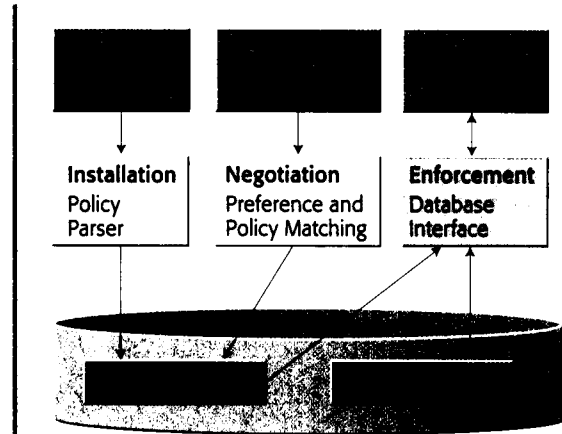 Installation
Policy
Parser
Negotiation
Preference and
Policy Matching
Enforcement
Database
Interface